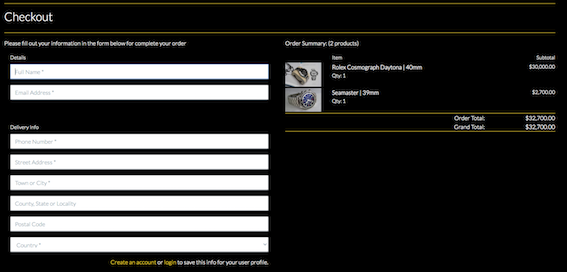 Checkout
Please fill out your information in the form below for complete your order
Details
Full Name *
Email Address *
Delivery Info
Phone Number *
Street Address *
Town or City *
County, State or Locality
Postal Code
Country *
Create an account or login to save this info for your user profile.
Order Summary: (2 products)
Item Subtotal
Rolex Cosmograph Daytona | 40mm $30,000.00
Qty: 1
Seamaster | 39mm $2,700.00
Qty: 1
Order Total: $32,700.00
Grand Total: $32,700.00